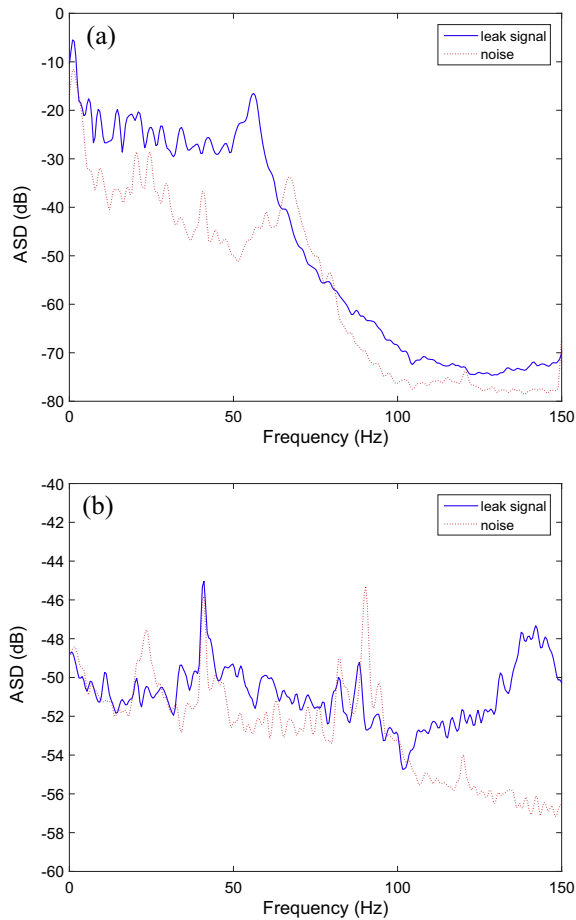 (a)
leak signal
noise
ASD (dB)
0
-10
-20
-30
-40
-50
-60
-70
-80
0
50
100
150
Frequency (Hz)
(b)
leak signal
noise
ASD (dB)
-40
-42
-44
-46
-48
-50
-52
-54
-56
-58
-60
0
50
100
150
Frequency (Hz)